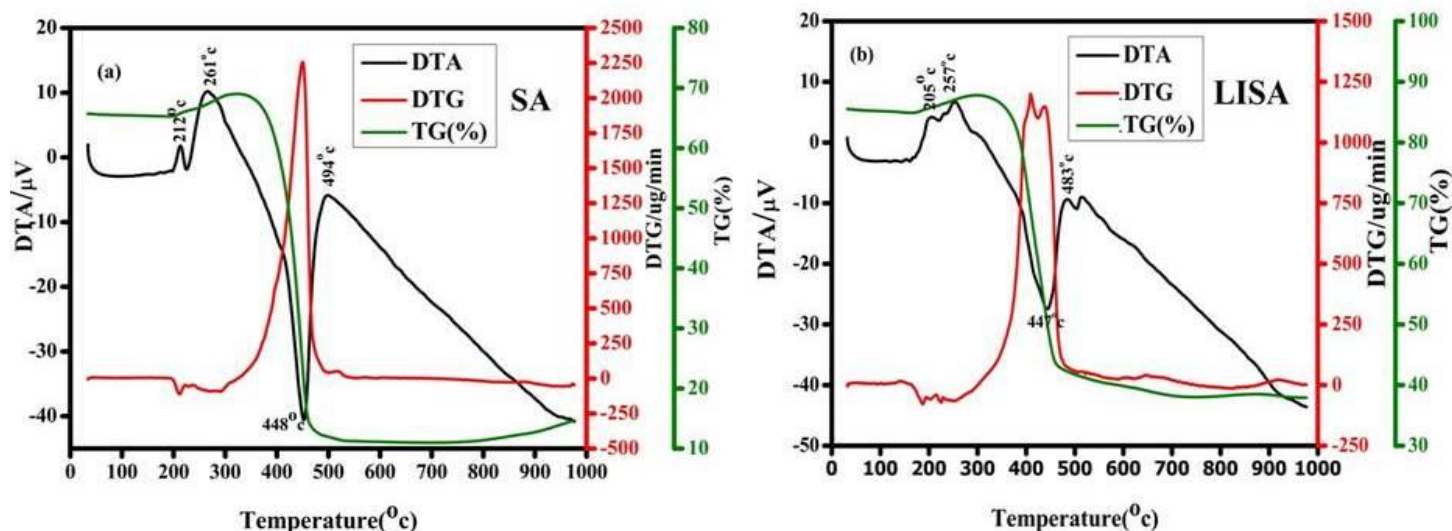 (a)
DTA
DTG
TG(%)
SA
212°c
261°c
494°c
448°c
20
10
0
-10
-20
-30
-40
DTA/μV
2500
2250
2000
1750
1500
1250
1000
750
500
250
0
-250
-500
DTG/ug/min
80
70
60
50
40
30
20
10
TG(%)
0 100 200 300 400 500 600 700 800 900 1000
Temperature(°c)
(b)
DTA
.DTG
.TG(%)
LISA
205°c
257°c
483°c
447°c
20
10
0
-10
-20
-30
-40
-50
DTA/μV
1500
1250
1000
750
500
250
0
-250
DTG/ug/min
100
90
80
70
60
50
40
30
TG(%)
0 100 200 300 400 500 600 700 800 900 1000
Temperature(°c)